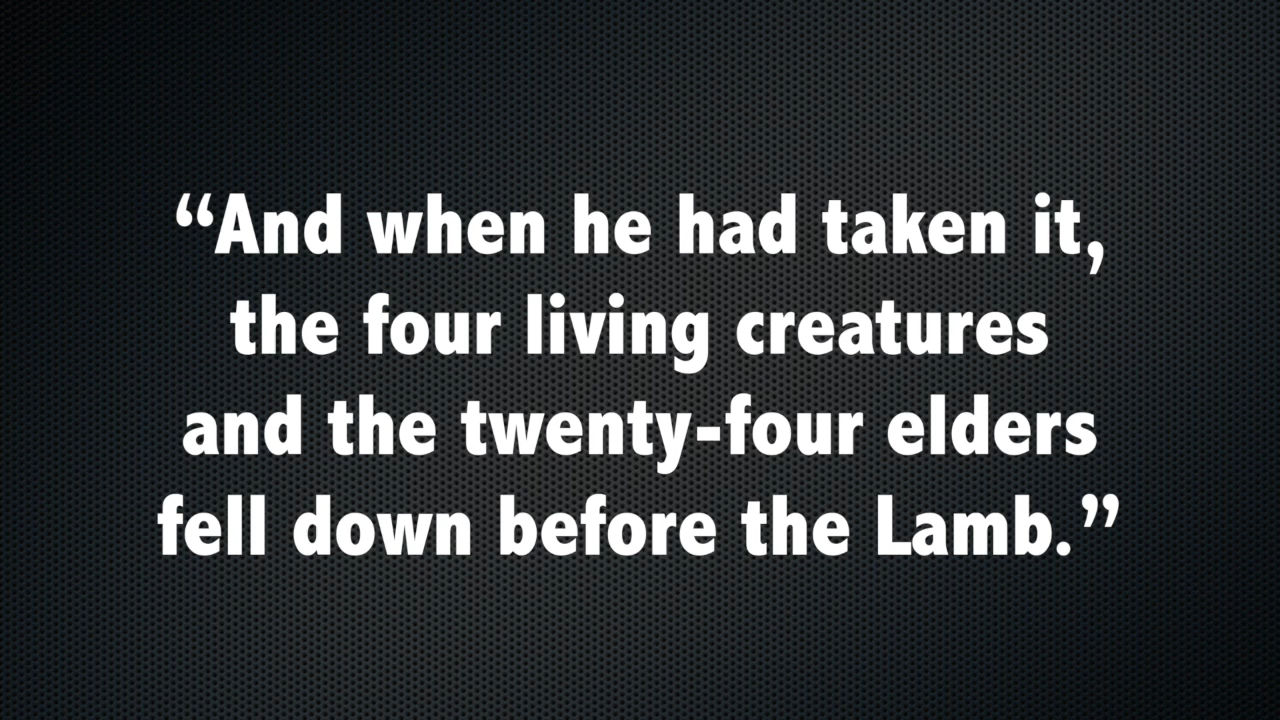 “And when he had taken it,
the four living creatures
and the twenty-four elders
fell down before the Lamb.”